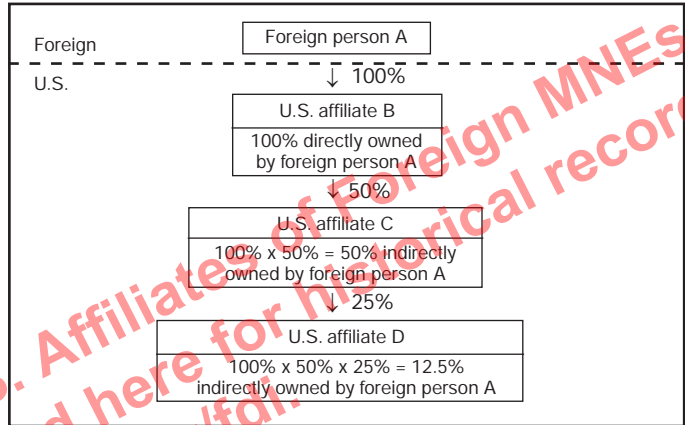 Foreign
Foreign person A
↓ 100%
U.S.
U.S. affiliate B
100% directly owned
by foreign person A
↓ 50%
U.S. affiliate C
100% x 50% = 50% indirectly
owned by foreign person A
↓ 25%
U.S. affiliate D
100% x 50% x 25% = 12.5%
indirectly owned by foreign person A
Affiliates of Foreign MNEs
here for historical